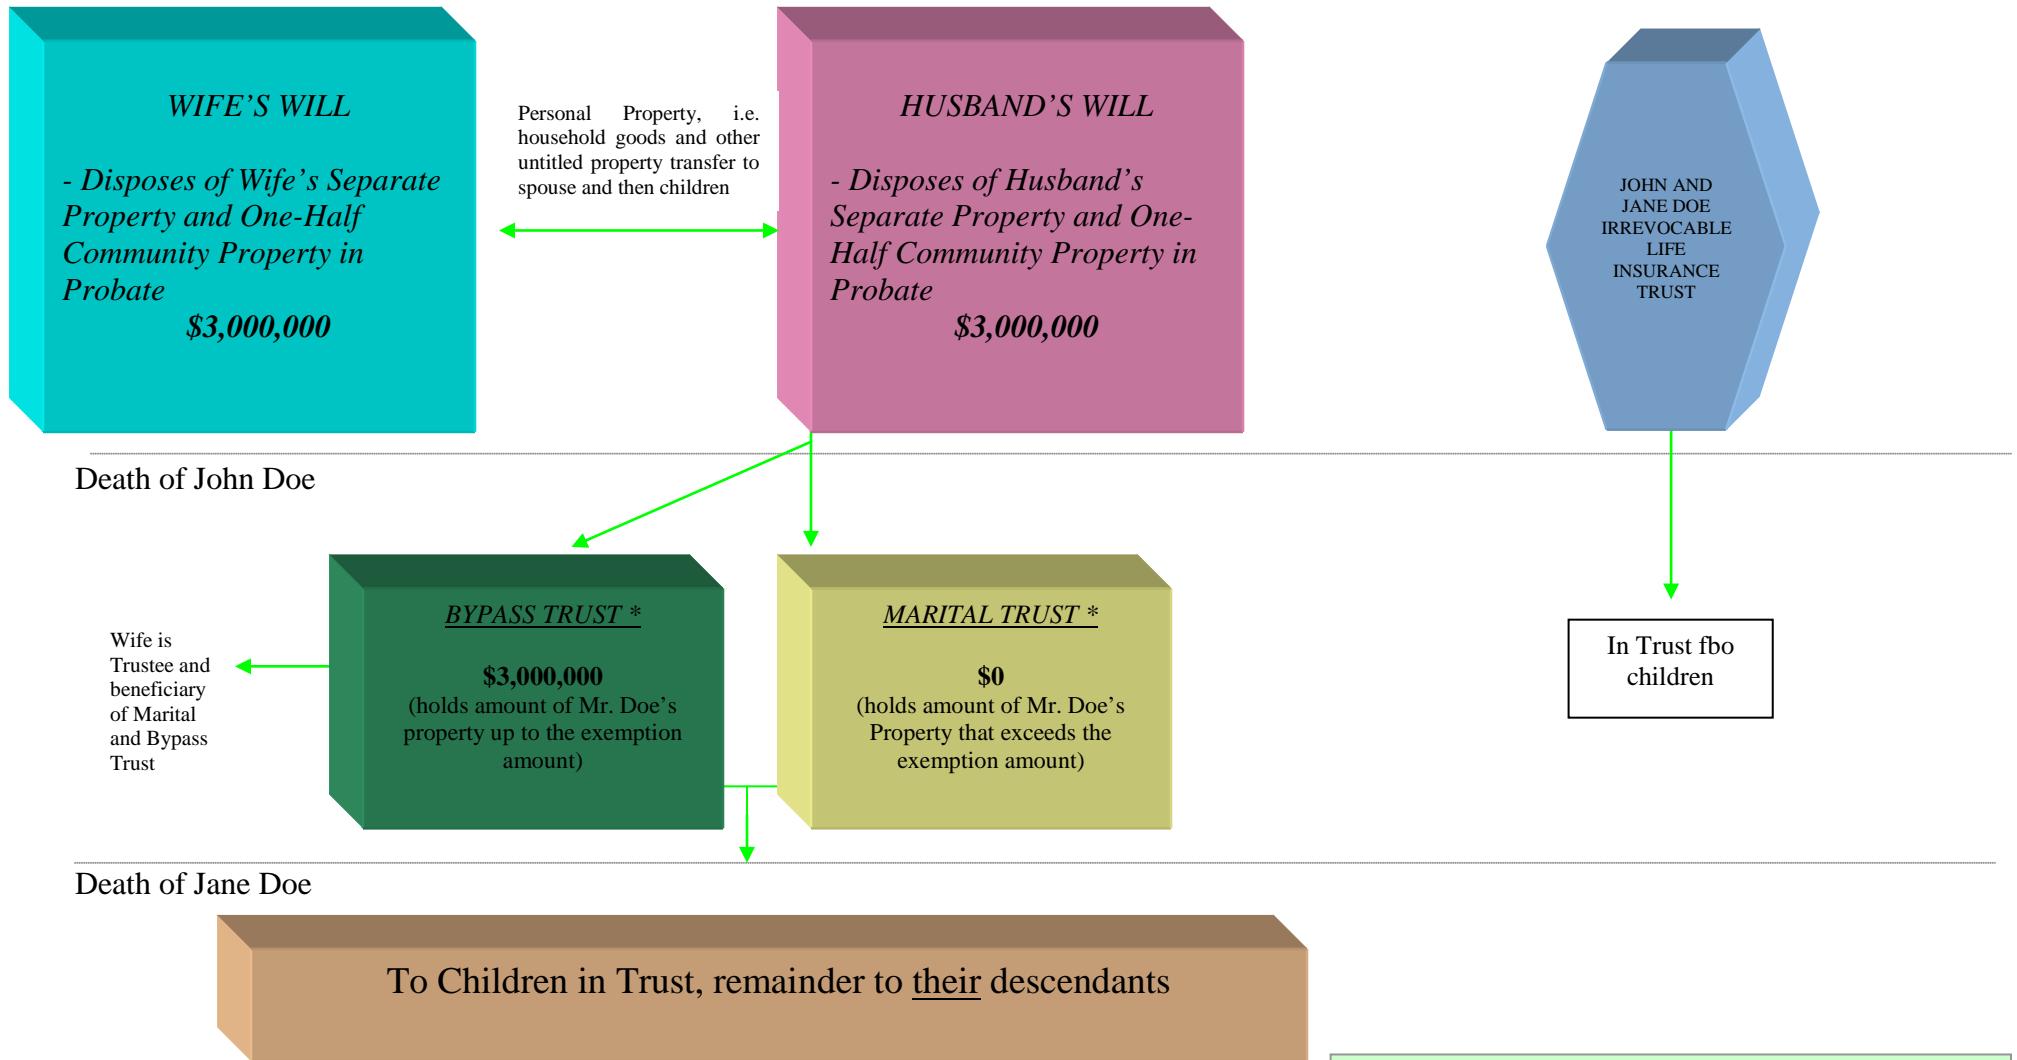 WIFE’S WILL
- Disposes of Wife’s Separate
Property and One-Half
Community Property in
Probate
$3,000,000
Personal Property, i.e.
household goods and other
untitled property transfer to
spouse and then children
HUSBAND’S WILL
- Disposes of Husband’s
Separate Property and One-
Half Community Property in
Probate
$3,000,000
JOHN AND
JANE DOE
IRREVOCABLE
LIFE
INSURANCE
TRUST
Death of John Doe
Wife is
Trustee and
beneficiary
of Marital
and Bypass
Trust
BYPASS TRUST *
$3,000,000
(holds amount of Mr. Doe’s
property up to the exemption
amount)
MARITAL TRUST *
$0
(holds amount of Mr. Doe’s
Property that exceeds the
exemption amount)
In Trust fbo
children
Death of Jane Doe
To Children in Trust, remainder to their descendants